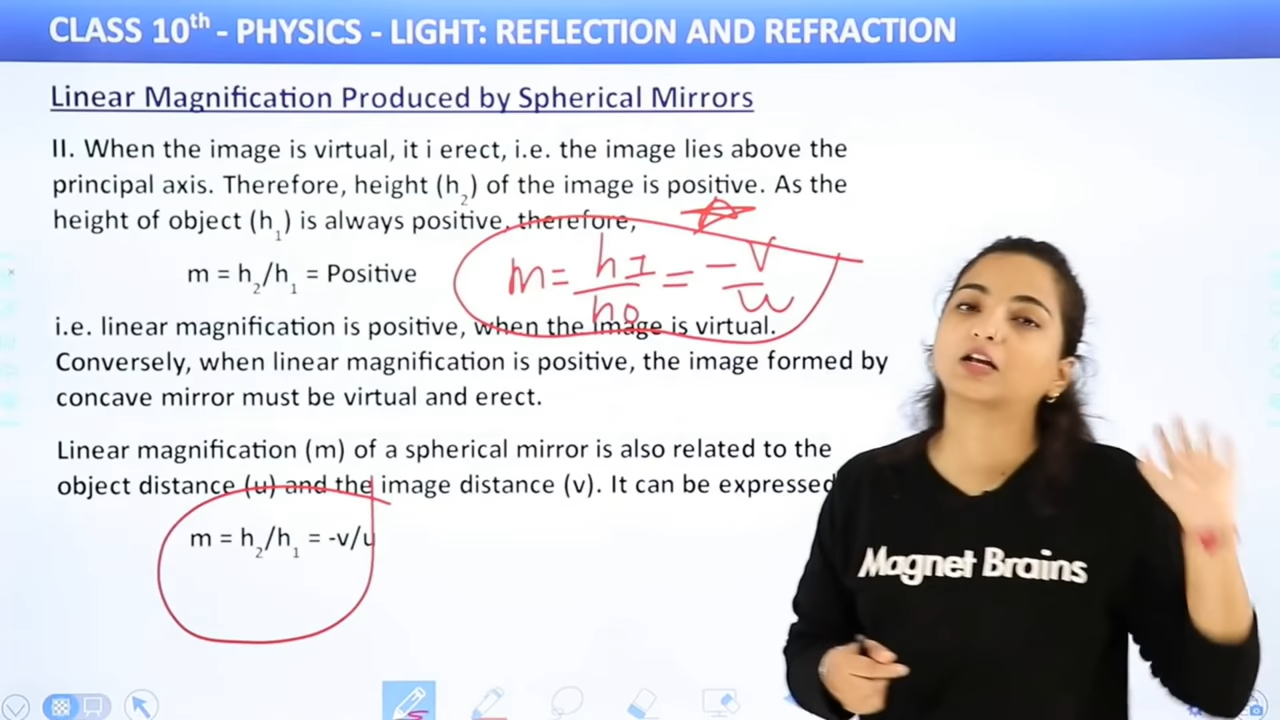 CLASS 10th - PHYSICS - LIGHT: REFLECTION AND REFRACTION
Linear Magnification Produced by Spherical Mirrors
II. When the image is virtual, it i erect, i.e. the image lies above the
principal axis. Therefore, height (h₂) of the image is positive. As the
height of object (h₁) is always positive, therefore,
m = h₂/h₁ = Positive
m = hI/ho = -v/u
i.e. linear magnification is positive, when the image is virtual.
Conversely, when linear magnification is positive, the image formed by
concave mirror must be virtual and erect.
Linear magnification (m) of a spherical mirror is also related to the
object distance (u) and the image distance (v). It can be expressed
m = h₂/h₁ = -v/u
Magnet Brains